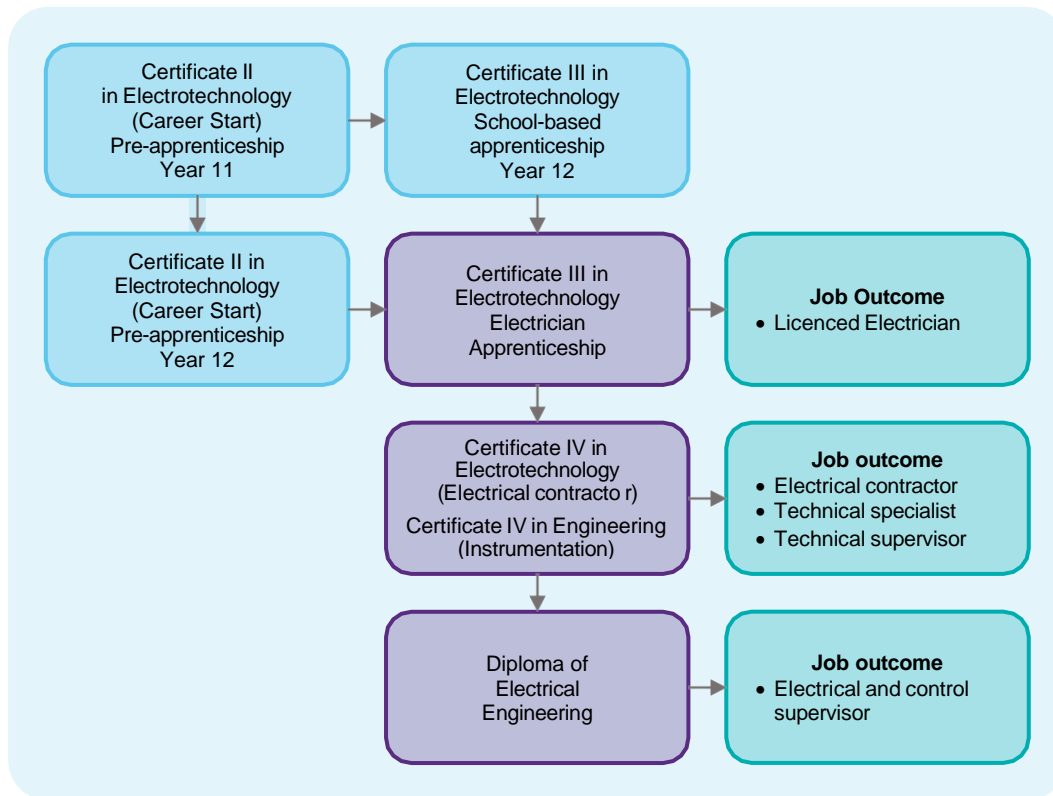 Certificate II
in Electrotechnology
(Career Start)
Pre-apprenticeship
Year 11
Certificate III in
Electrotechnology
School-based
apprenticeship
Year 12
Certificate II in
Electrotechnology
(Career Start)
Pre-apprenticeship
Year 12
Certificate III in
Electrotechnology
Electrician
Apprenticeship
Job Outcome
• Licenced Electrician
Certificate IV in
Electrotechnology
(Electrical contracto r)
Certificate IV in Engineering
(Instrumentation)
Job outcome
• Electrical contractor
• Technical specialist
• Technical supervisor
Diploma of
Electrical
Engineering
Job outcome
• Electrical and control
supervisor